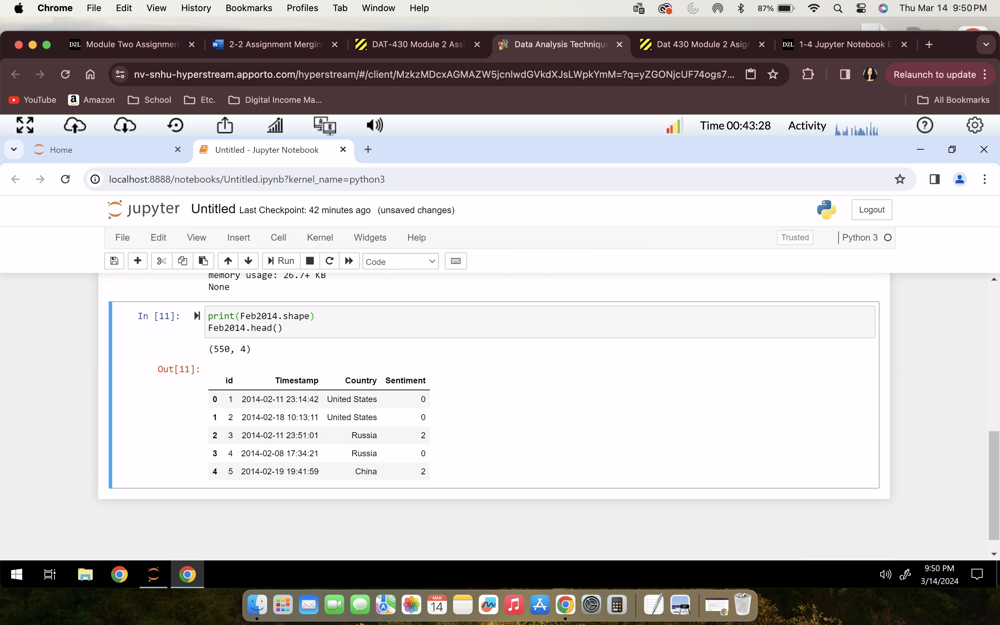 Chrome File Edit View History Bookmarks Profiles Tab Window Help 87% Thu Mar 14 9:50 PM
D2L Module Two Assignmen W 2-2 Assignment Merging DAT-430 Module 2 Assi Data Analysis Technique Dat 430 Module 2 Asign D2L 1-4 Jupyter Notebook E
nv-snhu-hyperstream.apporto.com/hyperstream/#/client/MzkzMDcxAGMAZW5jcnlwdGVkdXJsLWpkYmM=?q=yZGONjcUF74ogs7... Relaunch to update
YouTube a Amazon School Etc. Digital Income Ma... All Bookmarks
A B Time 00:43:28 Activity ?
Home Untitled - Jupyter Notebook
localhost:8888/notebooks/Untitled.ipynb?kernel_name=python3
jupyter Untitled Last Checkpoint: 42 minutes ago (unsaved changes) Logout
File Edit View Insert Cell Kernel Widgets Help Trusted Python 3
Run Code
memory usage: 26.7+ KB
None
In [11]: print(Feb2014.shape)
Feb2014.head()
(550, 4)
Out[11]:
id Timestamp Country Sentiment
0 1 2014-02-11 23:14:42 United States 0
1 2 2014-02-18 10:13:11 United States 0
2 3 2014-02-11 23:51:01 Russia 2
3 4 2014-02-08 17:34:21 Russia 0
4 5 2014-02-19 19:41:59 China 2
9:50 PM
3/14/2024
MAR
14